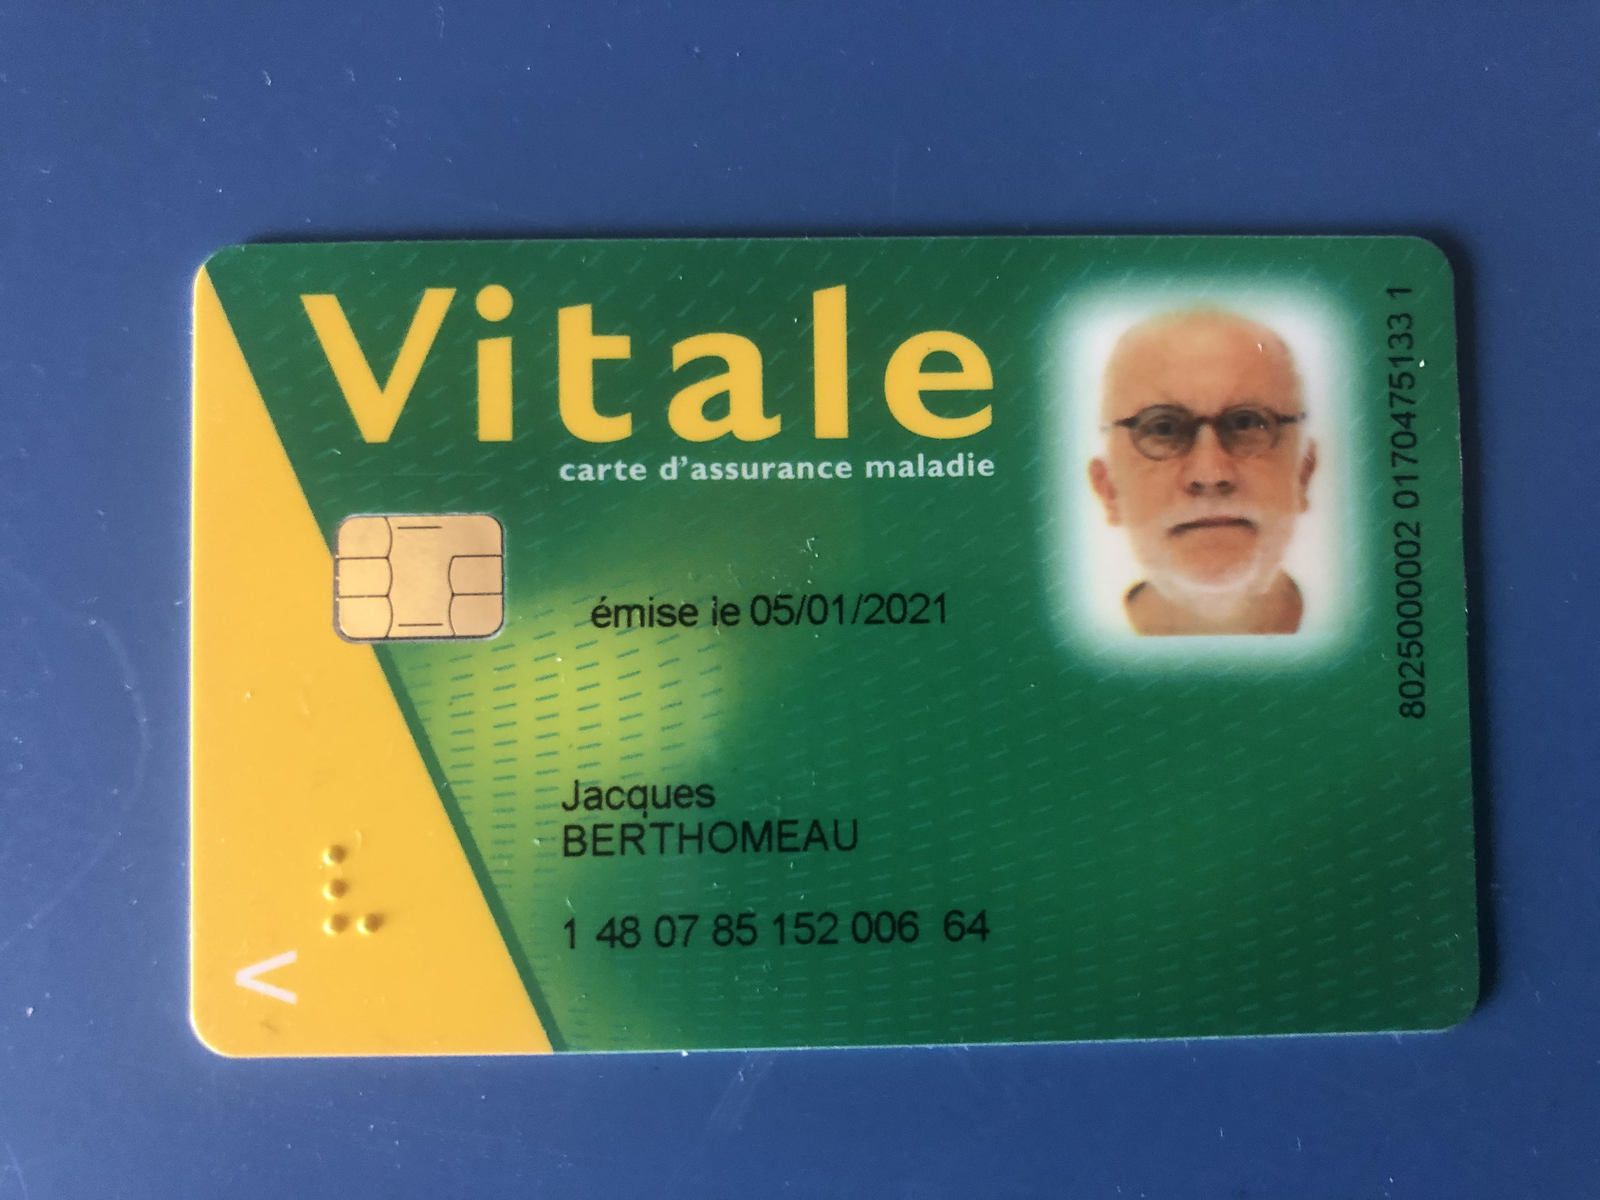 Vitale
carte d'assurance maladie
émise le 05/01/2021
Jacques
BERTHOMEAU
1 48 07 85 152 006 64
8025000002 0170475133 1